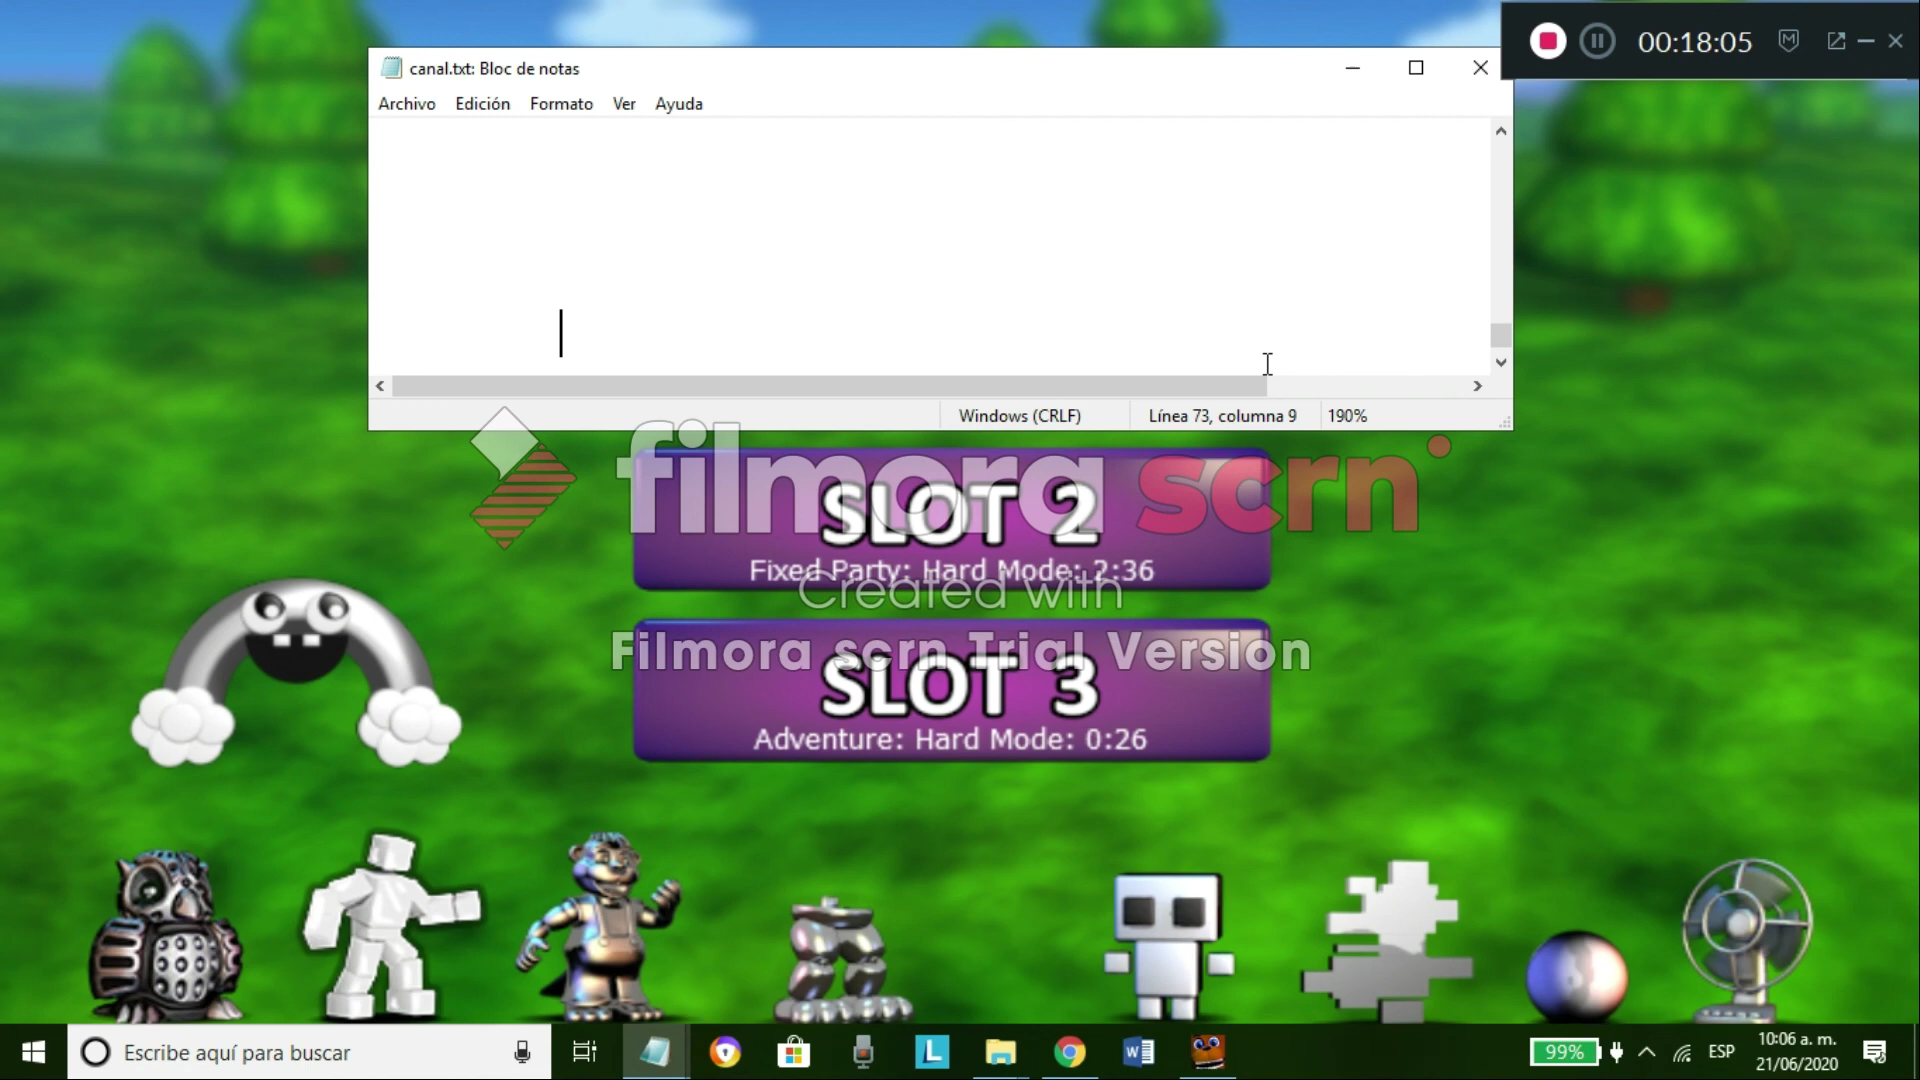 00:18:05
canal.txt: Bloc de notas
Archivo Edición Formato Ver Ayuda
Windows (CRLF) Línea 73, columna 9 190%
filmora scrn
SLOT 2
Fixed Party: Hard Mode: 2:36
Created with
Filmora scrn Trial Version
SLOT 3
Adventure: Hard Mode: 0:26
Escribe aquí para buscar
99% ESP
10:06 a. m.
21/06/2020